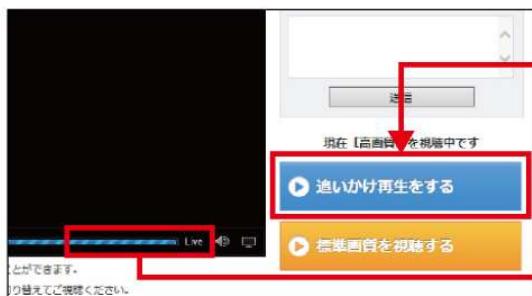 送信
現在【高画質】を視聴中です
追いかけ再生をする
Live
標準画質を視聴する
ことができます。
り替えてご視聴ください。